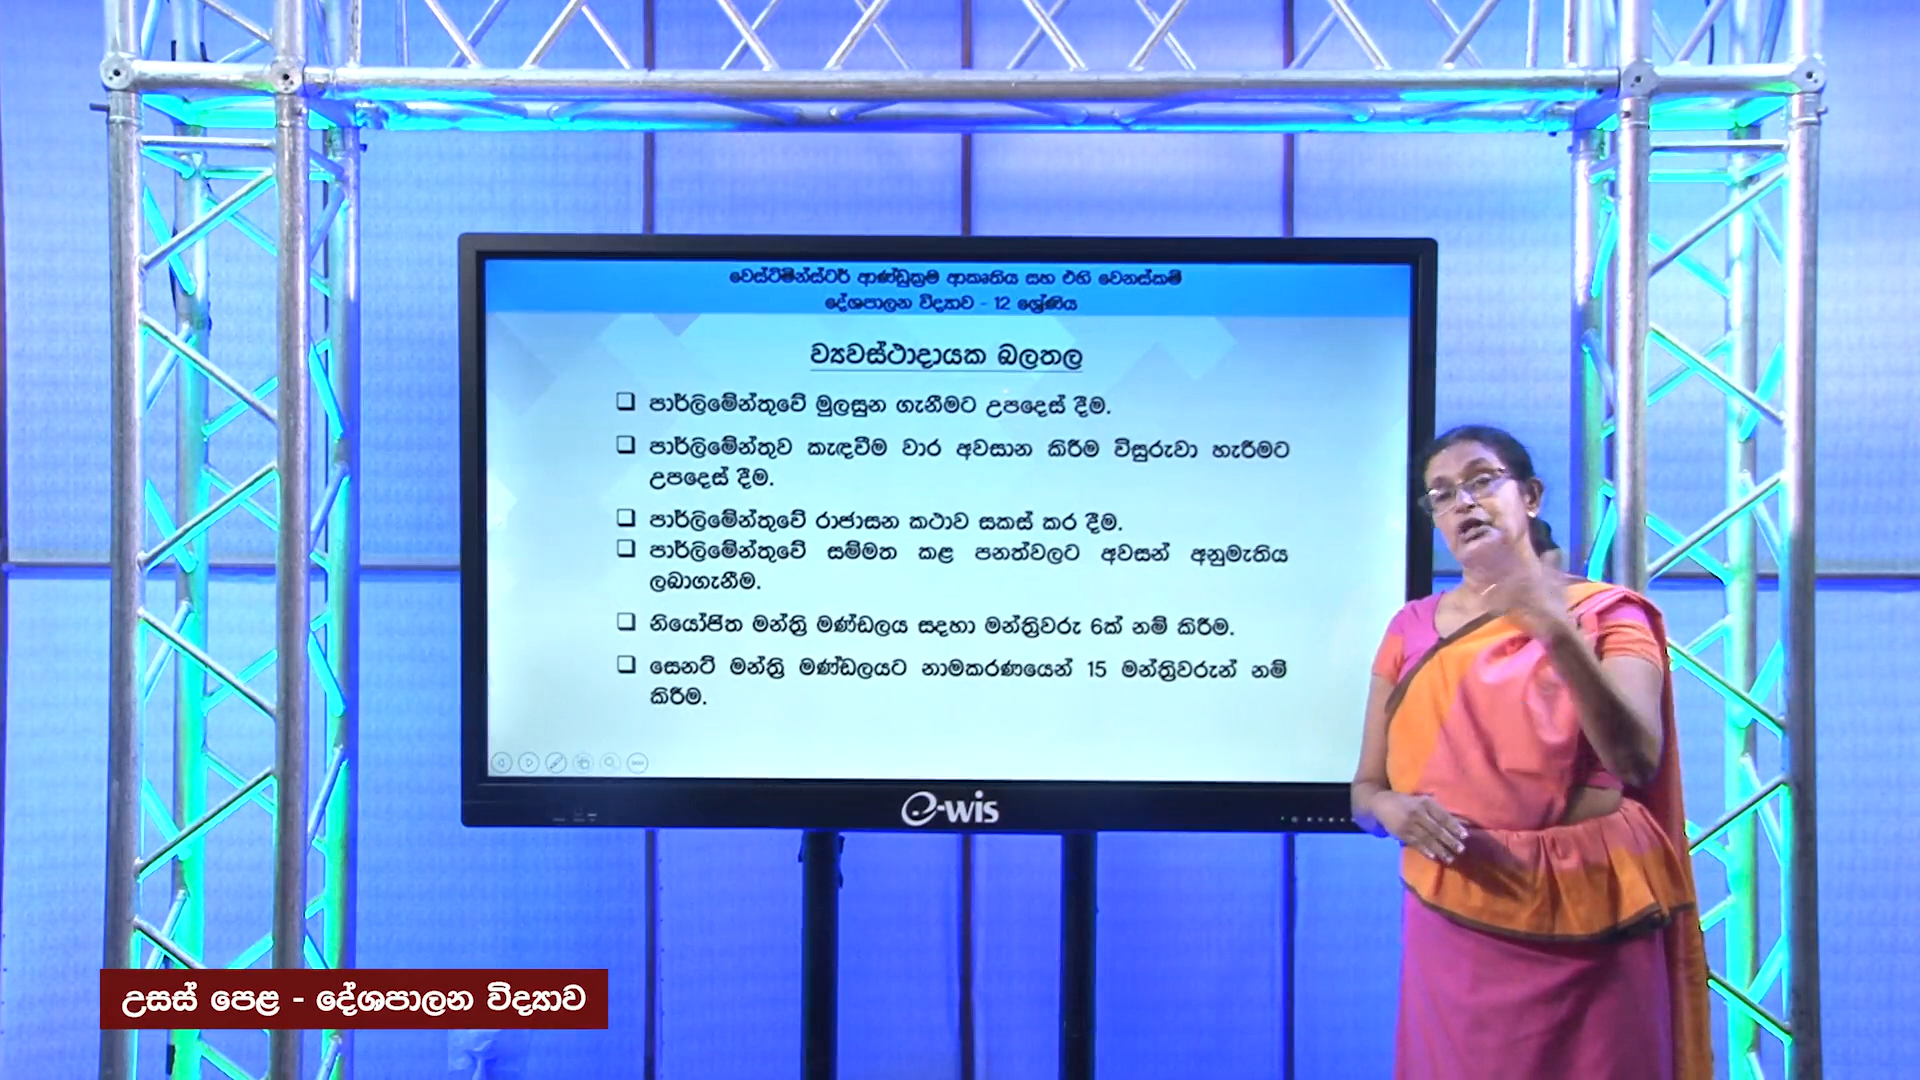 වෙස්ට්මින්ස්ටර් ආණ්ඩුක්‍රම ආකෘතිය සහ එහි වෙනස්කම්
දේශපාලන විද්‍යාව - 12 ශ්‍රේණිය
ව්‍යවස්ථාදායක බලතල
❑ පාර්ලිමේන්තුවේ මුලසුන ගැනීමට උපදෙස් දීම.
❑ පාර්ලිමේන්තුව කැඳවීම වාර අවසාන කිරීම විසුරුවා හැරීමට
උපදෙස් දීම.
❑ පාර්ලිමේන්තුවේ රාජාසන කථාව සකස් කර දීම.
❑ පාර්ලිමේන්තුවේ සම්මත කළ පනත්වලට අවසන් අනුමැතිය
ලබාගැනීම.
❑ නියෝජිත මන්ත්‍රි මණ්ඩලය සදහා මන්ත්‍රිවරු 6ක් නම් කිරීම.
❑ සෙනට් මන්ත්‍රි මණ්ඩලයට නාමකරණයෙන් 15 මන්ත්‍රිවරුන් නම්
කිරීම.
e-wis
උසස් පෙළ - දේශපාලන විද්‍යාව